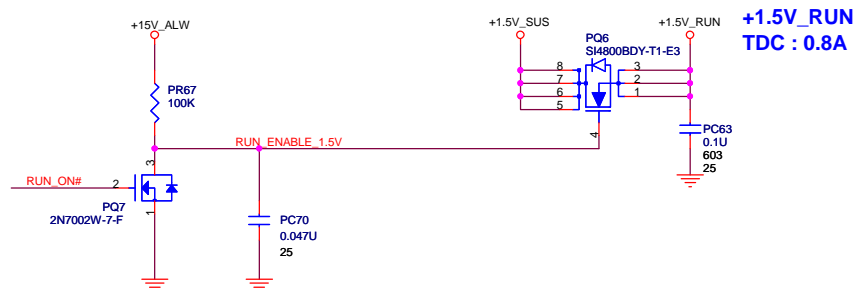 +15V_ALW
+1.5V_SUS
+1.5V_RUN
+1.5V_RUN
TDC : 0.8A
PQ6
SI4800BDY-T1-E3
8
7
6
5
3
2
1
4
PR67
100K
RUN_ENABLE_1.5V
PC63
0.1U
603
25
3
RUN_ON#
2
1
PQ7
2N7002W-7-F
PC70
0.047U
25